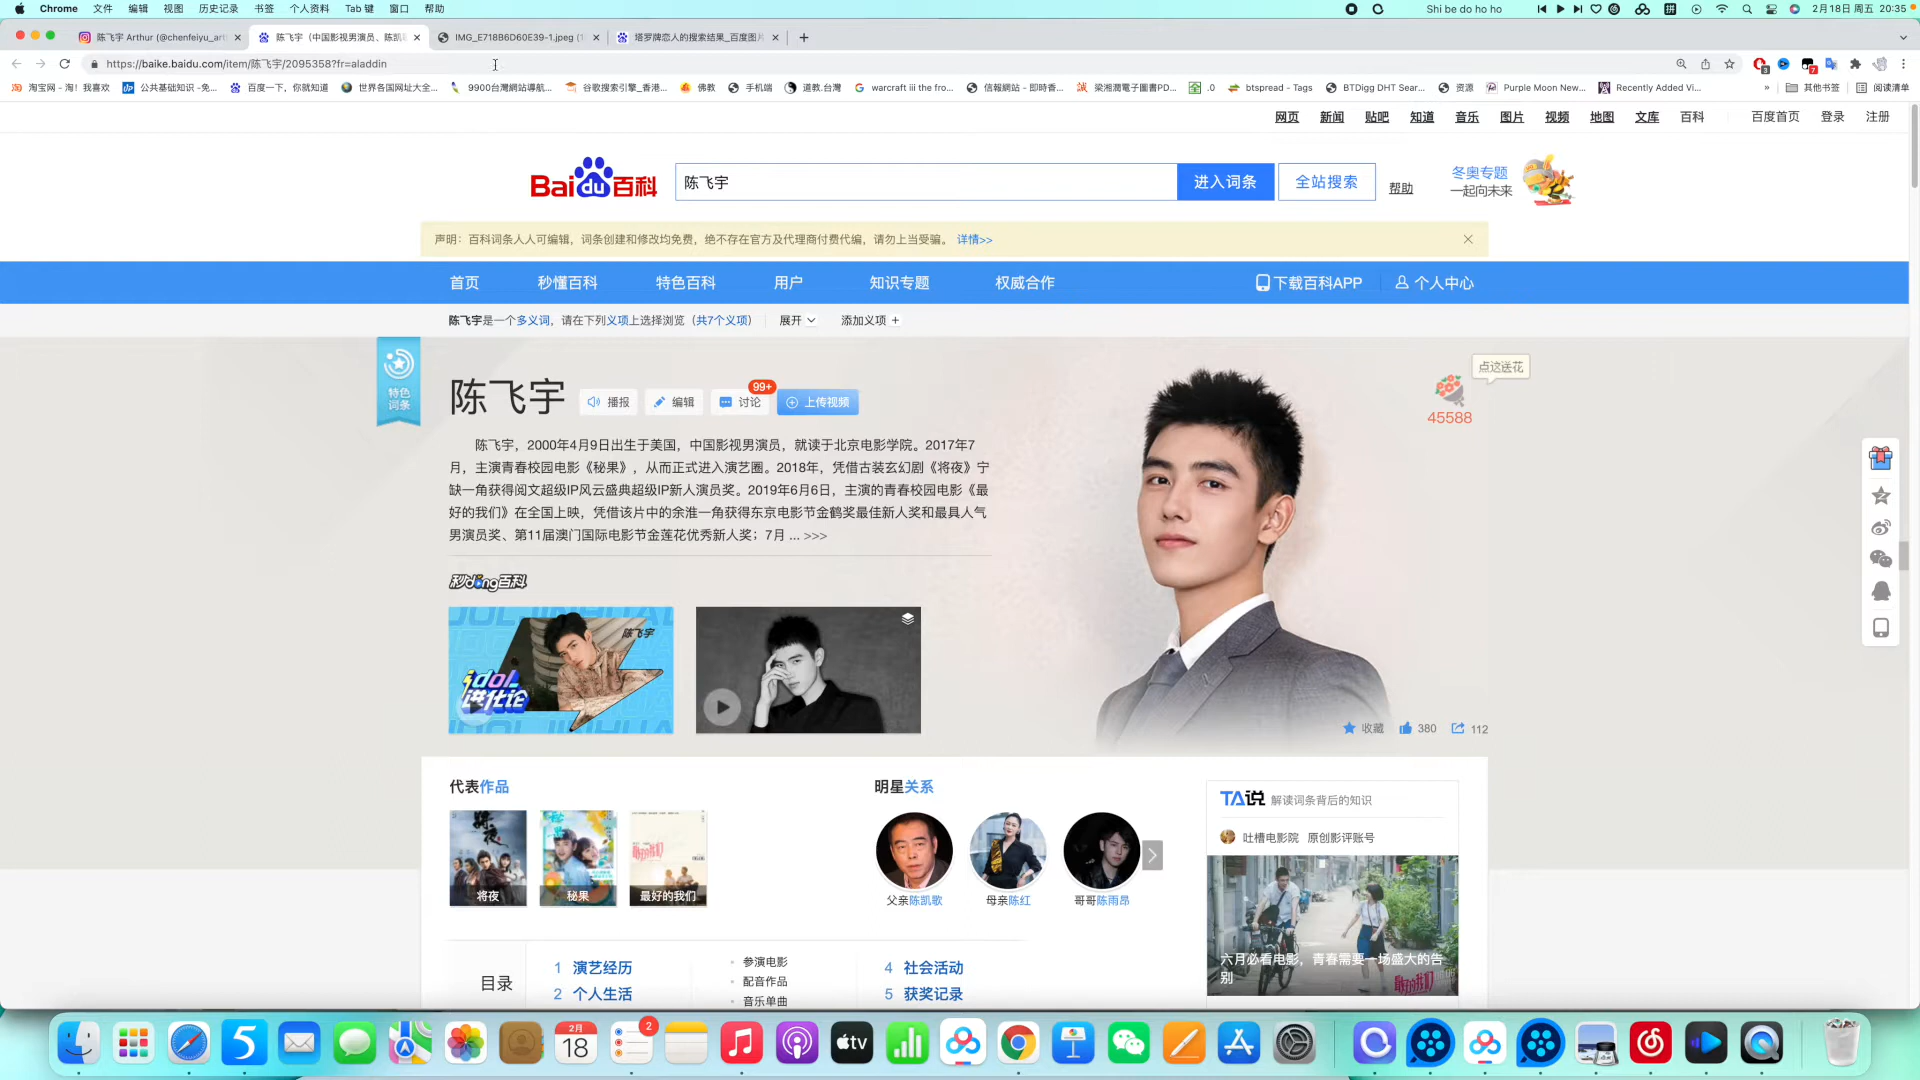 Chrome 文件 编辑 视图 历史记录 书签 个人资料 Tab 键 窗口 帮助
Shi be do ho ho
2月18日 周五 20:35
陈飞宇 Arthur (@chenfeiyu_art
陈飞宇（中国影视男演员、陈凯
IMG_E718B6D60E39-1.jpeg (1
塔罗牌恋人的搜索结果_百度图片
https://baike.baidu.com/item/陈飞宇/2095358?fr=aladdin
3
7
淘宝网 - 淘！我喜欢 公共基础知识 -免... 百度一下，你就知道 世界各国网址大全... 9900台灣網站導航... 谷歌搜索引擎_香港... 佛教 手机端 道教.台灣 warcraft iii the fro... 信報網站 - 即時香... 梁湘潤電子圖書PD... .0 btspread - Tags BTDigg DHT Sear... 资源 Purple Moon New... Recently Added Vi... » 其他书签 阅读清单
网页 新闻 贴吧 知道 音乐 图片 视频 地图 文库 百科 百度首页 登录 注册
Baidu百科
陈飞宇
进入词条
全站搜索
帮助
冬奥专题
一起向未来
声明：百科词条人人可编辑，词条创建和修改均免费，绝不存在官方及代理商付费代编，请勿上当受骗。 详情>>
首页 秒懂百科 特色百科 用户 知识专题 权威合作 下载百科APP 个人中心
陈飞宇是一个多义词，请在下列义项上选择浏览（共7个义项） 展开 添加义项 +
特色
词条
陈飞宇
播报 编辑 讨论 99+ 上传视频
点这送花
45588
陈飞宇，2000年4月9日出生于美国，中国影视男演员，就读于北京电影学院。2017年7
月，主演青春校园电影《秘果》，从而正式进入演艺圈。2018年，凭借古装玄幻剧《将夜》宁
缺一角获得阅文超级IP风云盛典超级IP新人演员奖。2019年6月6日，主演的青春校园电影《最
好的我们》在全国上映，凭借该片中的余淮一角获得东京电影节金鹤奖最佳新人奖和最具人气
男演员奖、第11届澳门国际电影节金莲花优秀新人奖；7月 ... >>>
秒dǒng百科
陈飞宇
idol
进化论
收藏 380 112
代表作品
将夜
秘果
最好的我们
明星关系
父亲陈凯歌
母亲陈红
哥哥陈雨昂
TA说 解读词条背后的知识
吐槽电影院 原创影评账号
六月必看电影，青春需要一场盛大的告
别
最好的我们
目录
1 演艺经历
2 个人生活
参演电影
配音作品
音乐单曲
4 社会活动
5 获奖记录
5
2月
18
2
tv